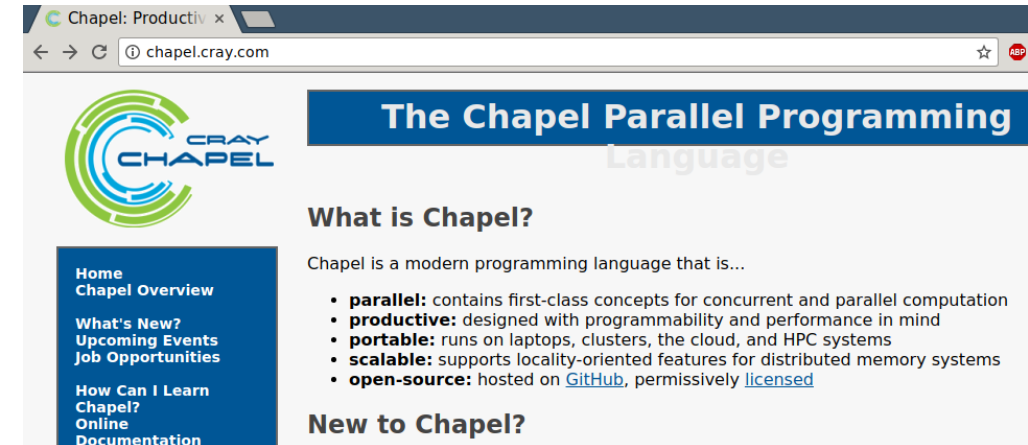 Chapel: Productiv
chapel.cray.com
ABP
CRAY
CHAPEL
The Chapel Parallel Programming
Language
Home
Chapel Overview
What's New?
Upcoming Events
Job Opportunities
How Can I Learn
Chapel?
Online
Documentation
What is Chapel?
Chapel is a modern programming language that is...
• parallel: contains first-class concepts for concurrent and parallel computation
• productive: designed with programmability and performance in mind
• portable: runs on laptops, clusters, the cloud, and HPC systems
• scalable: supports locality-oriented features for distributed memory systems
• open-source: hosted on GitHub, permissively licensed
New to Chapel?